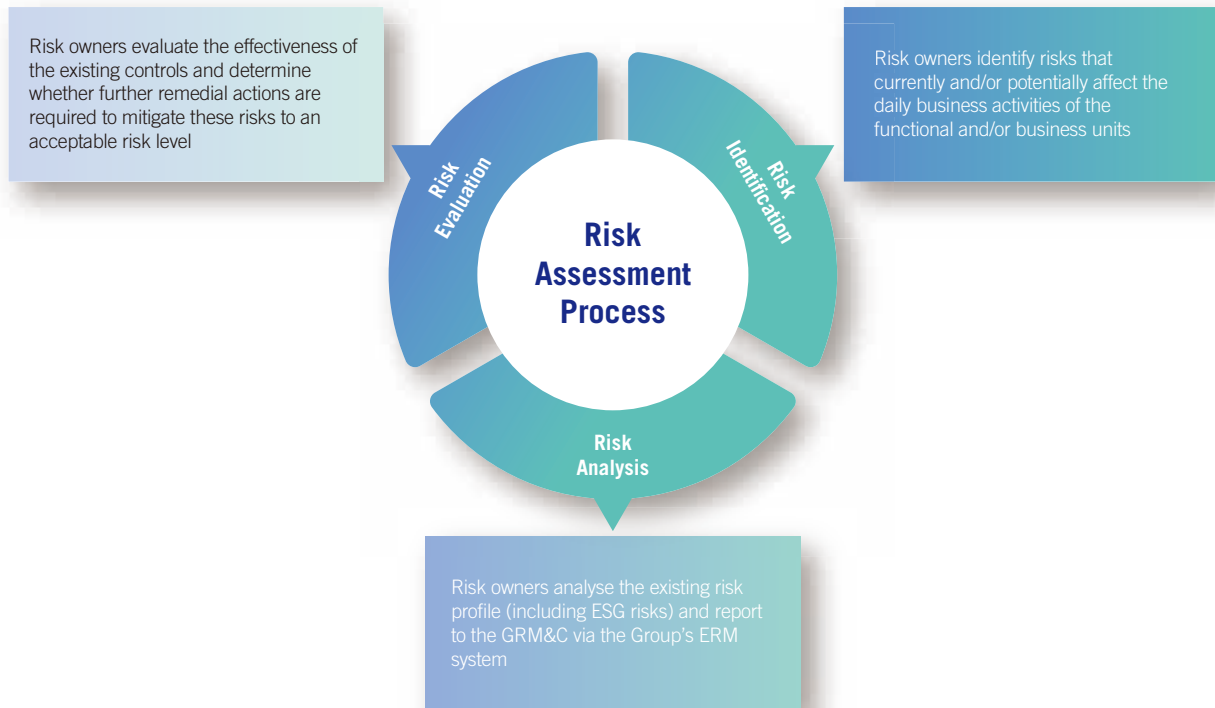 Risk owners evaluate the effectiveness of
the existing controls and determine
whether further remedial actions are
required to mitigate these risks to an
acceptable risk level
Risk owners identify risks that
currently and/or potentially affect the
daily business activities of the
functional and/or business units
Risk
Evaluation
Risk
Identification
Risk
Assessment
Process
Risk
Analysis
Risk owners analyse the existing risk
profile (including ESG risks) and report
to the GRM&C via the Group's ERM
system